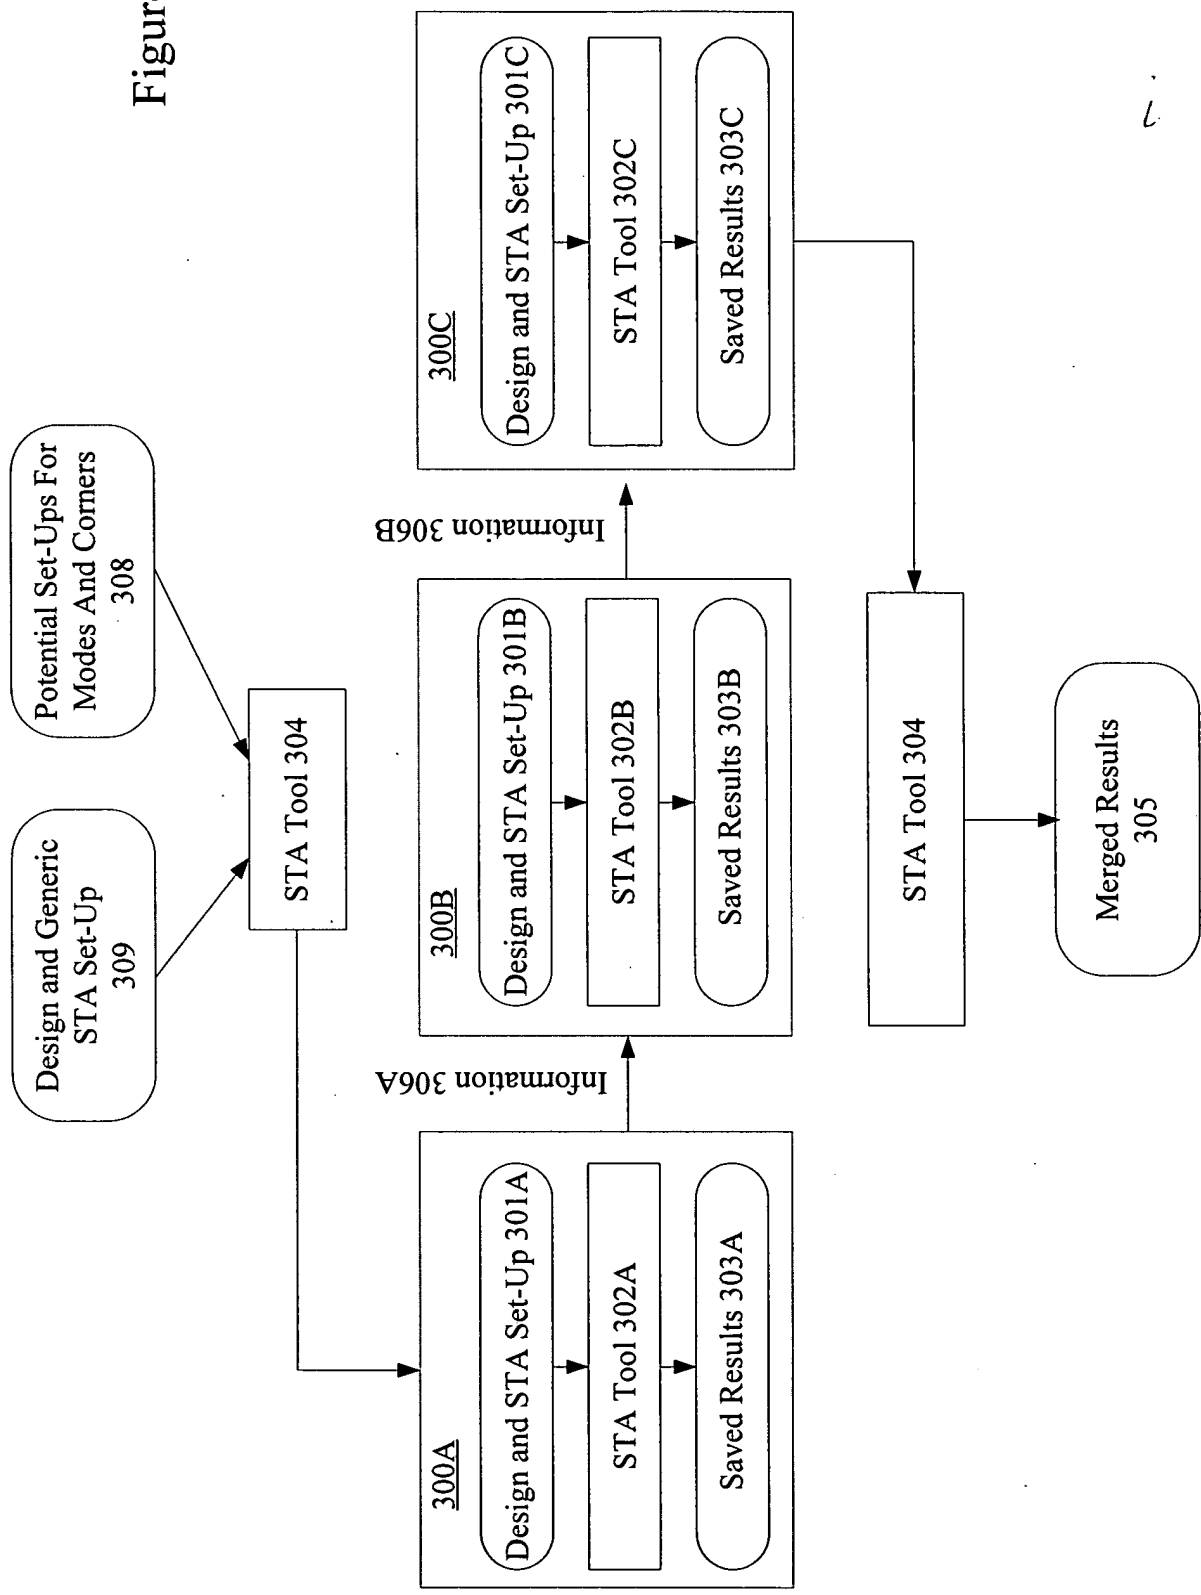 Figur
Design and Generic
STA Set-Up
309
Potential Set-Ups For
Modes And Corners
308
STA Tool 304
300A
Design and STA Set-Up 301A
STA Tool 302A
Saved Results 303A
Information 306A
300B
Design and STA Set-Up 301B
STA Tool 302B
Saved Results 303B
Information 306B
300C
Design and STA Set-Up 301C
STA Tool 302C
Saved Results 303C
STA Tool 304
Merged Results
305